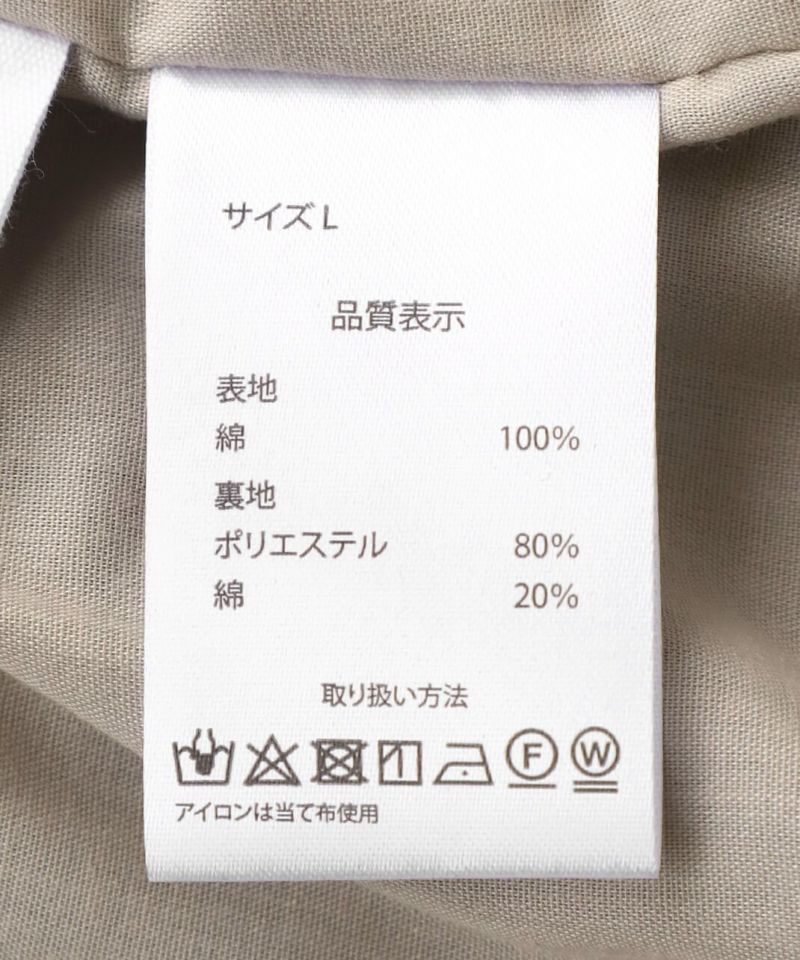 サイズ L
品質表示
表地
綿 100%
裏地
ポリエステル 80%
綿 20%
取り扱い方法
F W
アイロンは当て布使用